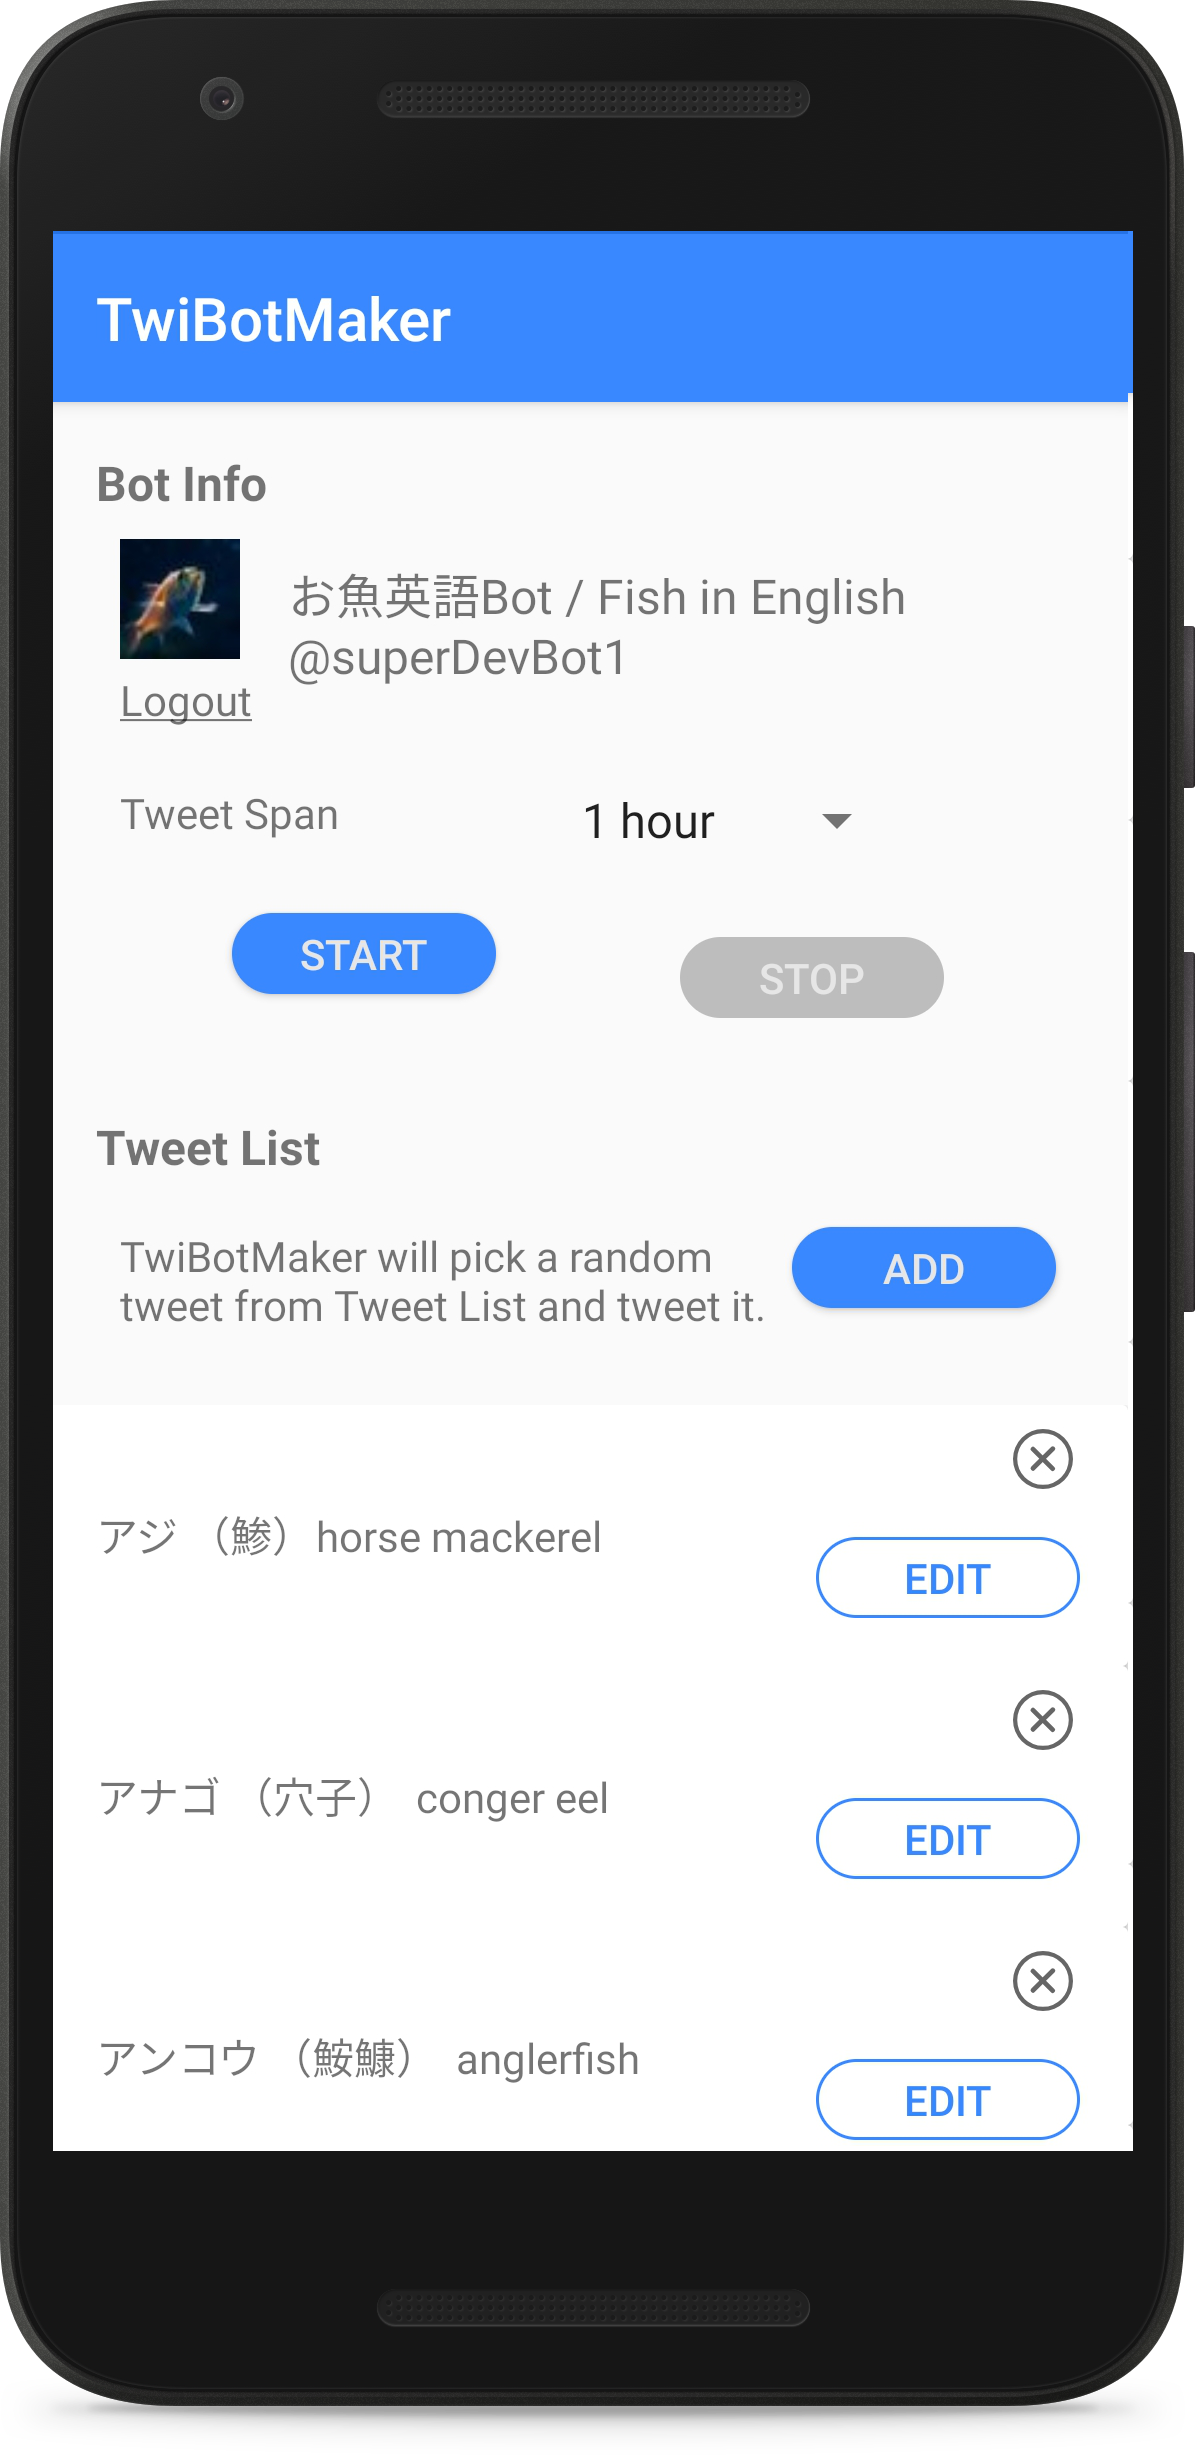 TwiBotMaker
Bot Info
お魚英語Bot / Fish in English
@superDevBot1
Logout
Tweet Span
1 hour
START
STOP
Tweet List
TwiBotMaker will pick a random
tweet from Tweet List and tweet it.
ADD
アジ （鯵）horse mackerel
EDIT
アナゴ （穴子） conger eel
EDIT
アンコウ （鮟鱇） anglerfish
EDIT